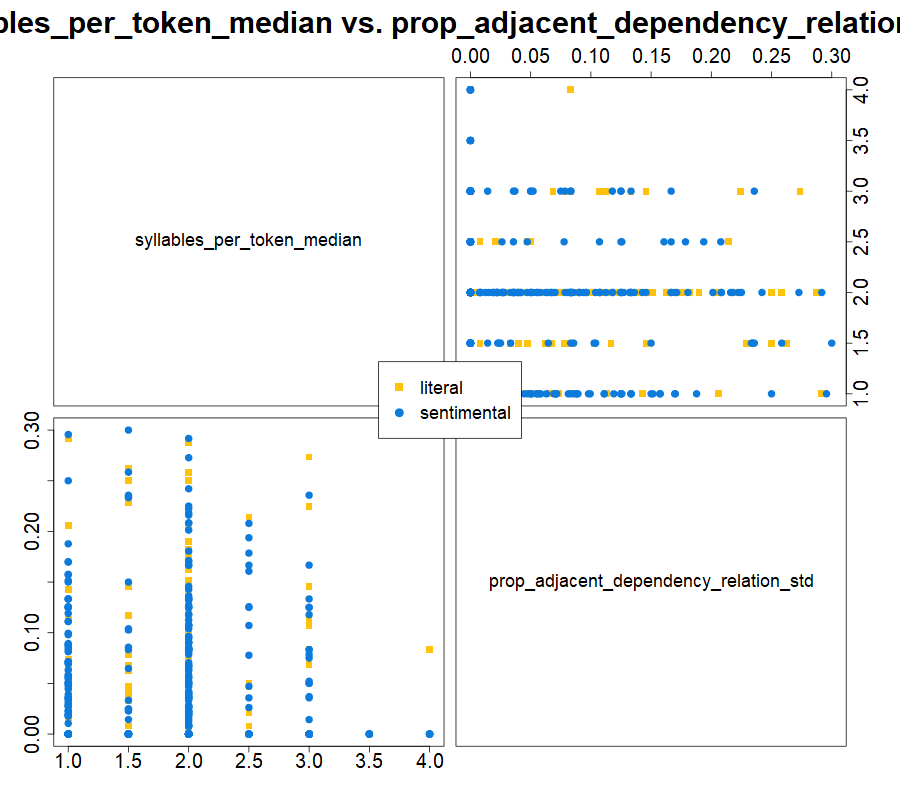 bles_per_token_median vs. prop_adjacent_dependency_relation
0.00 0.05 0.10 0.15 0.20 0.25 0.30
syllables_per_token_median
4.0
3.5
3.0
2.5
2.0
1.5
1.0
literal
sentimental
0.30
0.20
0.10
0.00
prop_adjacent_dependency_relation_std
1.0 1.5 2.0 2.5 3.0 3.5 4.0